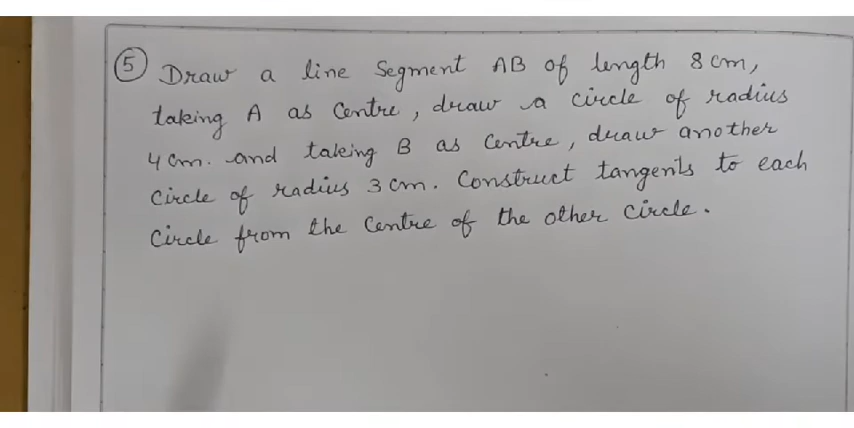 ⑤ Draw a line Segment AB of length 8 cm,
taking A as Centre, draw a circle of radius
4 cm. and taking B as Centre, draw another
Circle of radius 3 cm. Construct tangents to each
Circle from the Centre of the other Circle.